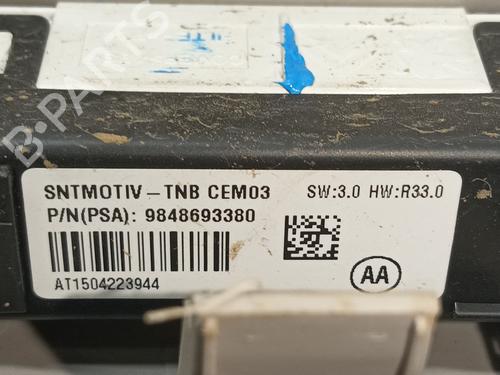 SNTMOTIV-TNB CEM03 SW:3.0 HW:R33.0
P/N(PSA): 9848693380
AT1504223944
AA
B-PARTS